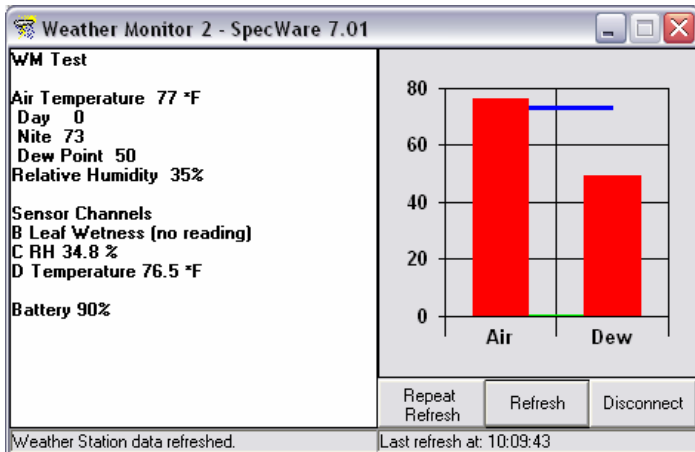 Weather Monitor 2 - SpecWare 7.01
WM Test
Air Temperature 77 *F
Day 0
Nite 73
Dew Point 50
Relative Humidity 35%
Sensor Channels
B Leaf Wetness (no reading)
C RH 34.8 %
D Temperature 76.5 *F
Battery 90%
80
60
40
20
0
Air Dew
Repeat
Refresh
Refresh
Disconnect
Weather Station data refreshed.
Last refresh at: 10:09:43